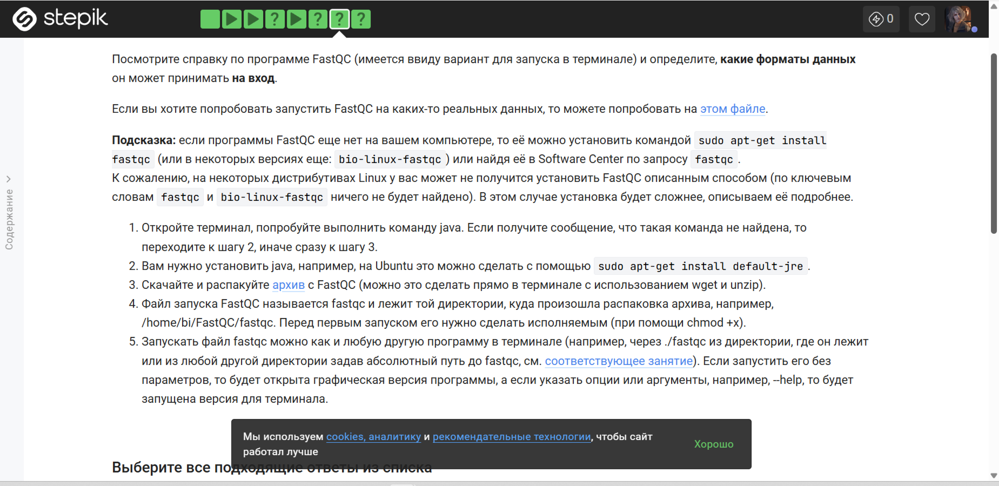 stepik
? ? ? ?
0
Посмотрите справку по программе FastQC (имеется ввиду вариант для запуска в терминале) и определите, какие форматы данных
он может принимать на вход.
Если вы хотите попробовать запустить FastQC на каких-то реальных данных, то можете попробовать на этом файле.
Подсказка: если программы FastQC еще нет на вашем компьютере, то её можно установить командой sudo apt-get install
fastqc (или в некоторых версиях еще: bio-linux-fastqc) или найдя её в Software Center по запросу fastqc.
К сожалению, на некоторых дистрибутивах Linux у вас может не получится установить FastQC описанным способом (по ключевым
словам fastqc и bio-linux-fastqc ничего не будет найдено). В этом случае установка будет сложнее, описываем её подробнее.
1. Откройте терминал, попробуйте выполнить команду java. Если получите сообщение, что такая команда не найдена, то
переходите к шагу 2, иначе сразу к шагу 3.
2. Вам нужно установить java, например, на Ubuntu это можно сделать с помощью sudo apt-get install default-jre.
3. Скачайте и распакуйте архив с FastQC (можно это сделать прямо в терминале с использованием wget и unzip).
4. Файл запуска FastQC называется fastqc и лежит той директории, куда произошла распаковка архива, например,
/home/bi/FastQC/fastqc. Перед первым запуском его нужно сделать исполняемым (при помощи chmod +x).
5. Запускать файл fastqc можно как и любую другую программу в терминале (например, через ./fastqc из директории, где он лежит
или из любой другой директории задав абсолютный путь до fastqc, см. соответствующее занятие). Если запустить его без
параметров, то будет открыта графическая версия программы, а если указать опции или аргументы, например, --help, то будет
запущена версия для терминала.
Содержание
Мы используем cookies, аналитику и рекомендательные технологии, чтобы сайт
работал лучше
Хорошо
Выберите все подходящие ответы из списка